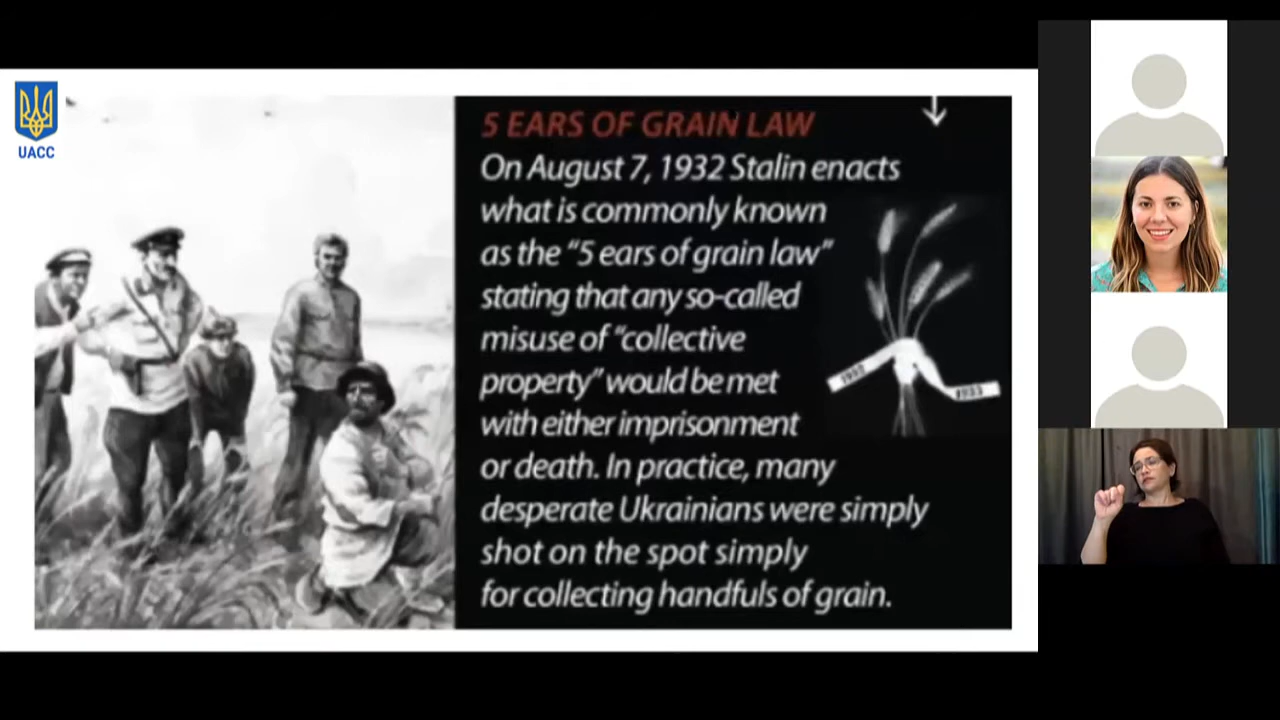 UACC
5 EARS OF GRAIN LAW
On August 7, 1932 Stalin enacts
what is commonly known
as the “5 ears of grain law”
stating that any so-called
misuse of “collective
property” would be met
with either imprisonment
or death. In practice, many
desperate Ukrainians were simply
shot on the spot simply
for collecting handfuls of grain.
1932
1933